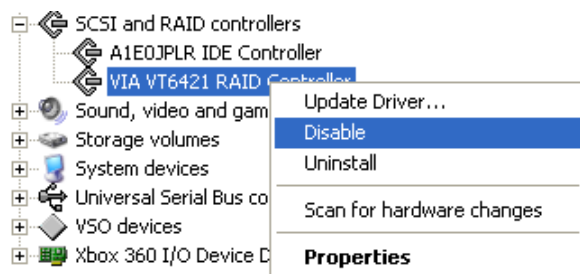 SCSI and RAID controllers
A1E0JPLR IDE Controller
VIA VT6421 RAID Controller
Sound, video and gam
Storage volumes
System devices
Universal Serial Bus co
VSO devices
Xbox 360 I/O Device D
Update Driver...
Disable
Uninstall
Scan for hardware changes
Properties